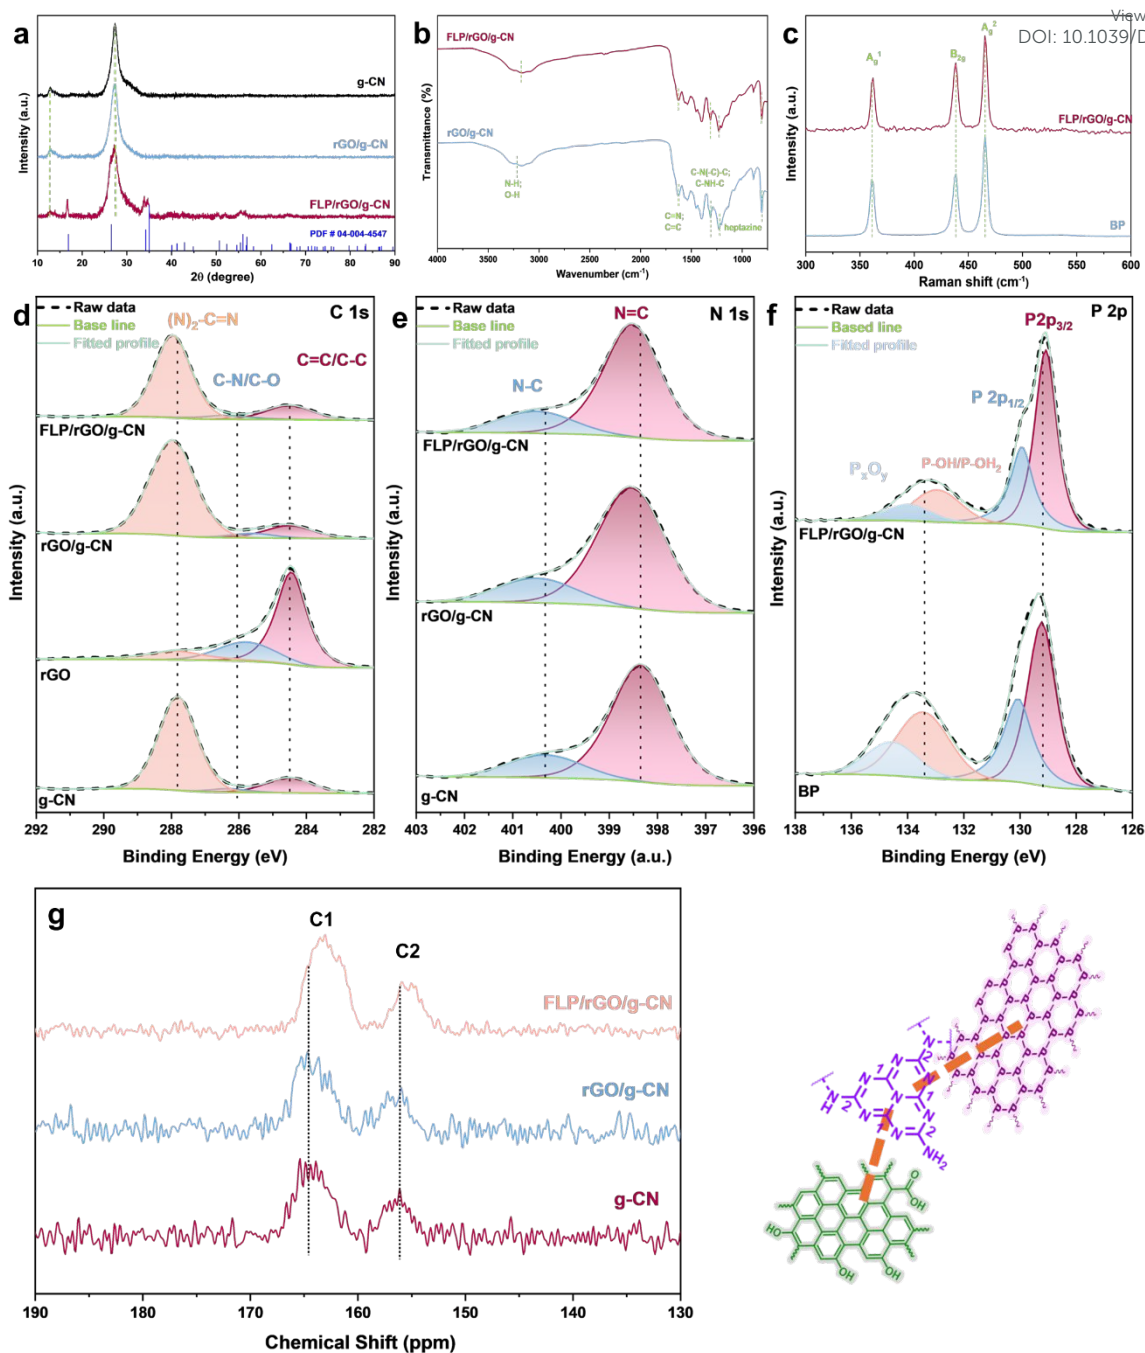 View
DOI: 10.1039/D
a
g-CN
rGO/g-CN
FLP/rGO/g-CN
PDF # 04-004-4547
Intensity (a.u.)
10 20 30 40 50 60 70 80 90
2θ (degree)
b
FLP/rGO/g-CN
rGO/g-CN
N-H;
O-H
C-N(-C)-C;
C-NH-C
C=N;
C=C
heptazine
Transmittance (%)
4000 3500 3000 2500 2000 1500 1000
Wavenumber (cm-1)
c
Ag1
B2g
Ag2
FLP/rGO/g-CN
BP
Intensity (a.u.)
300 350 400 450 500 550 600
Raman shift (cm-1)
d
Raw data
Base line
Fitted profile
C 1s
(N)2-C=N
C-N/C-O
C=C/C-C
FLP/rGO/g-CN
rGO/g-CN
rGO
g-CN
Intensity (a.u.)
292 290 288 286 284 282
Binding Energy (eV)
e
Raw data
Base line
Fitted profile
N 1s
N=C
N-C
FLP/rGO/g-CN
rGO/g-CN
g-CN
Intensity (a.u.)
403 402 401 400 399 398 397 396
Binding Energy (a.u.)
f
Raw data
Based line
Fitted profile
P 2p
P2p3/2
P 2p1/2
PxOy
P-OH/P-OH2
FLP/rGO/g-CN
BP
Intensity (a.u.)
138 136 134 132 130 128 126
Binding Energy (eV)
g
C1
C2
FLP/rGO/g-CN
rGO/g-CN
g-CN
Intensity (a.u.)
190 180 170 160 150 140 130
Chemical Shift (ppm)
NH2
O
OH
HO
OH
OH